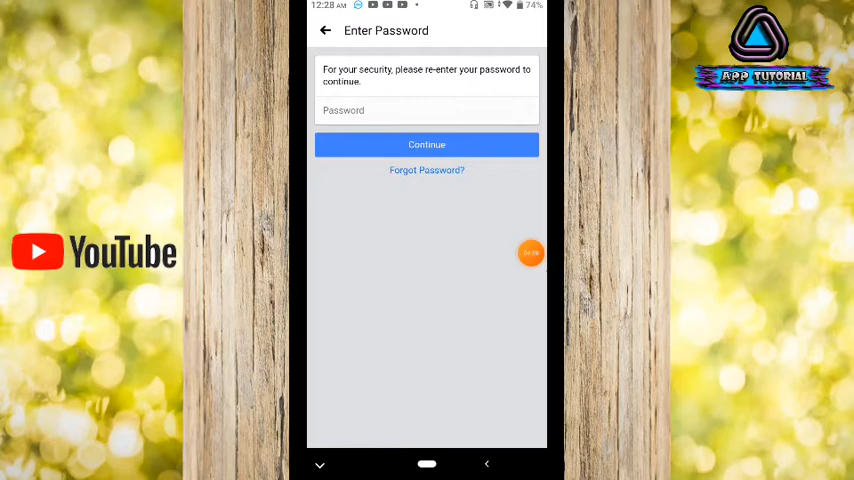 12:28 AM
74%
Enter Password
For your security, please re-enter your password to
continue.
Password
Continue
Forgot Password?
YouTube
APP TUTORIAL